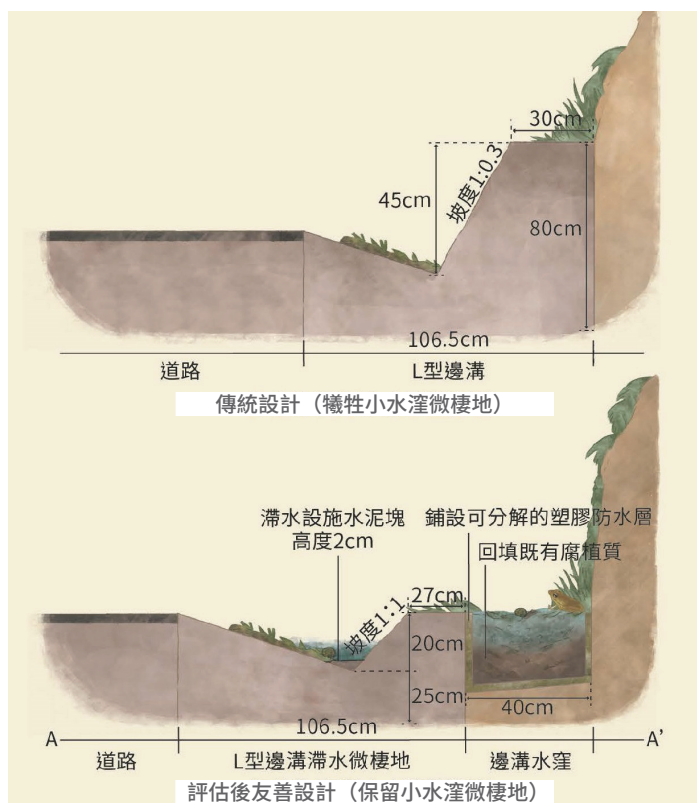 30cm
45cm
坡度1:0.3
80cm
106.5cm
道路
L型邊溝
傳統設計（犧牲小水漥微棲地）
滯水設施水泥塊
高度2cm
鋪設可分解的塑膠防水層
回填既有腐植質
坡度1:1
27cm
20cm
25cm
40cm
106.5cm
A
A’
道路
L型邊溝滯水微棲地
邊溝水窪
評估後友善設計（保留小水漥微棲地）